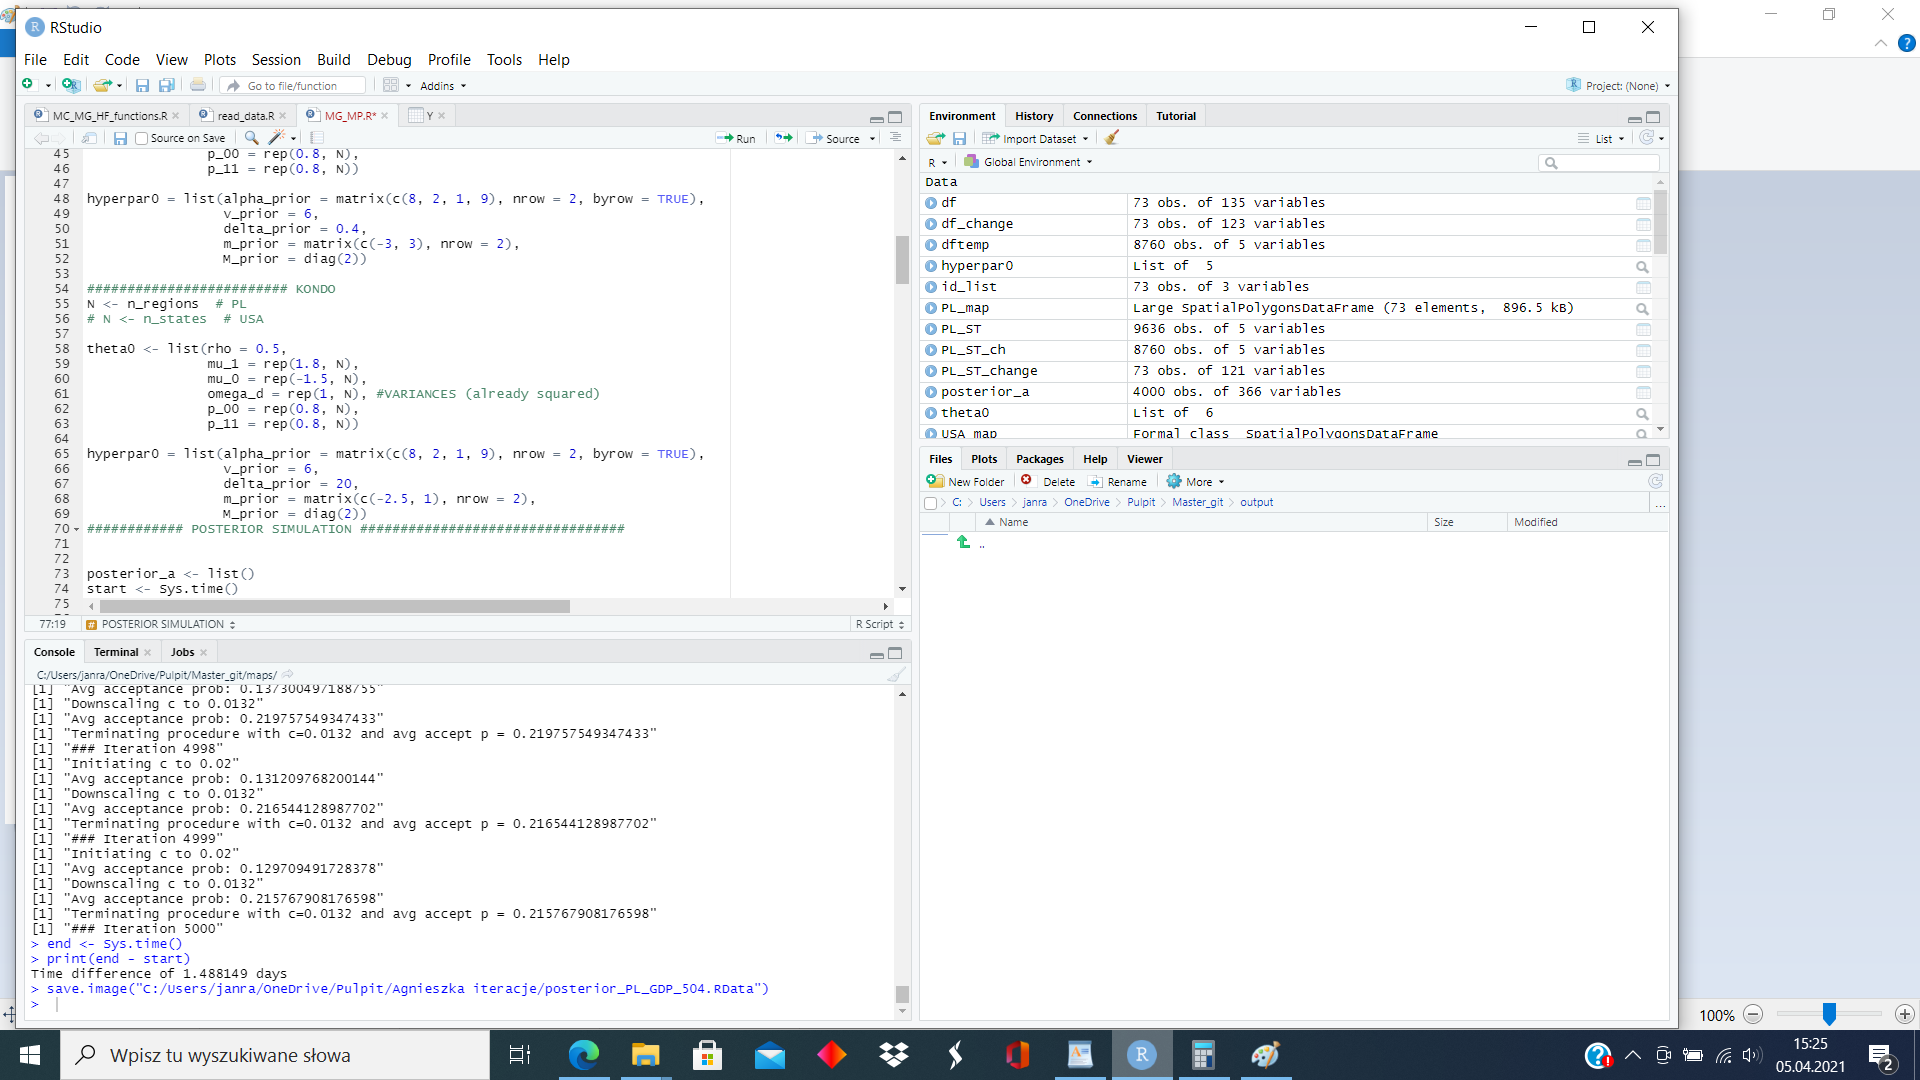 RStudio
File Edit Code View Plots Session Build Debug Profile Tools Help
Go to file/function Addins Project: (None)
MC_MG_HF_functions.R read_data.R MG_MP.R* Y
Source on Save Run Source
45 p_00 = rep(0.8, N),
46 p_11 = rep(0.8, N))
47
48 hyperpar0 = list(alpha_prior = matrix(c(8, 2, 1, 9), nrow = 2, byrow = TRUE),
49 v_prior = 6,
50 delta_prior = 0.4,
51 m_prior = matrix(c(-3, 3), nrow = 2),
52 M_prior = diag(2))
53
54 ######################### KONDO
55 N <- n_regions # PL
56 # N <- n_states # USA
57
58 theta0 <- list(rho = 0.5,
59 mu_1 = rep(1.8, N),
60 mu_0 = rep(-1.5, N),
61 omega_d = rep(1, N), #VARIANCES (already squared)
62 p_00 = rep(0.8, N),
63 p_11 = rep(0.8, N))
64
65 hyperpar0 = list(alpha_prior = matrix(c(8, 2, 1, 9), nrow = 2, byrow = TRUE),
66 v_prior = 6,
67 delta_prior = 20,
68 m_prior = matrix(c(-2.5, 1), nrow = 2),
69 M_prior = diag(2))
70 ############ POSTERIOR SIMULATION #################################
71
72
73 posterior_a <- list()
74 start <- Sys.time()
75
77:19 # POSTERIOR SIMULATION R Script
Console Terminal Jobs
C:/Users/janra/OneDrive/Pulpit/Master_git/maps/
[1] "Avg acceptance prob: 0.137300497188755"
[1] "Downscaling c to 0.0132"
[1] "Avg acceptance prob: 0.219757549347433"
[1] "Terminating procedure with c=0.0132 and avg accept p = 0.219757549347433"
[1] "### Iteration 4998"
[1] "Initiating c to 0.02"
[1] "Avg acceptance prob: 0.131209768200144"
[1] "Downscaling c to 0.0132"
[1] "Avg acceptance prob: 0.216544128987702"
[1] "Terminating procedure with c=0.0132 and avg accept p = 0.216544128987702"
[1] "### Iteration 4999"
[1] "Initiating c to 0.02"
[1] "Avg acceptance prob: 0.129709491728378"
[1] "Downscaling c to 0.0132"
[1] "Avg acceptance prob: 0.215767908176598"
[1] "Terminating procedure with c=0.0132 and avg accept p = 0.215767908176598"
[1] "### Iteration 5000"
> end <- Sys.time()
> print(end - start)
Time difference of 1.488149 days
> save.image("C:/Users/janra/OneDrive/Pulpit/Agnieszka iteracje/posterior_PL_GDP_504.RData")
>
Environment History Connections Tutorial
Import Dataset List
R Global Environment
Data
df 73 obs. of 135 variables
df_change 73 obs. of 123 variables
dftemp 8760 obs. of 5 variables
hyperpar0 List of 5
id_list 73 obs. of 3 variables
PL_map Large SpatialPolygonsDataFrame (73 elements, 896.5 kB)
PL_ST 9636 obs. of 5 variables
PL_ST_ch 8760 obs. of 5 variables
PL_ST_change 73 obs. of 121 variables
posterior_a 4000 obs. of 366 variables
theta0 List of 6
USA_map Formal class SpatialPolygonsDataFrame
Files Plots Packages Help Viewer
New Folder Delete Rename More
C: Users janra OneDrive Pulpit Master_git output ...
Name Size Modified
..
100%
Wpisz tu wyszukiwane słowa
15:25
05.04.2021
2